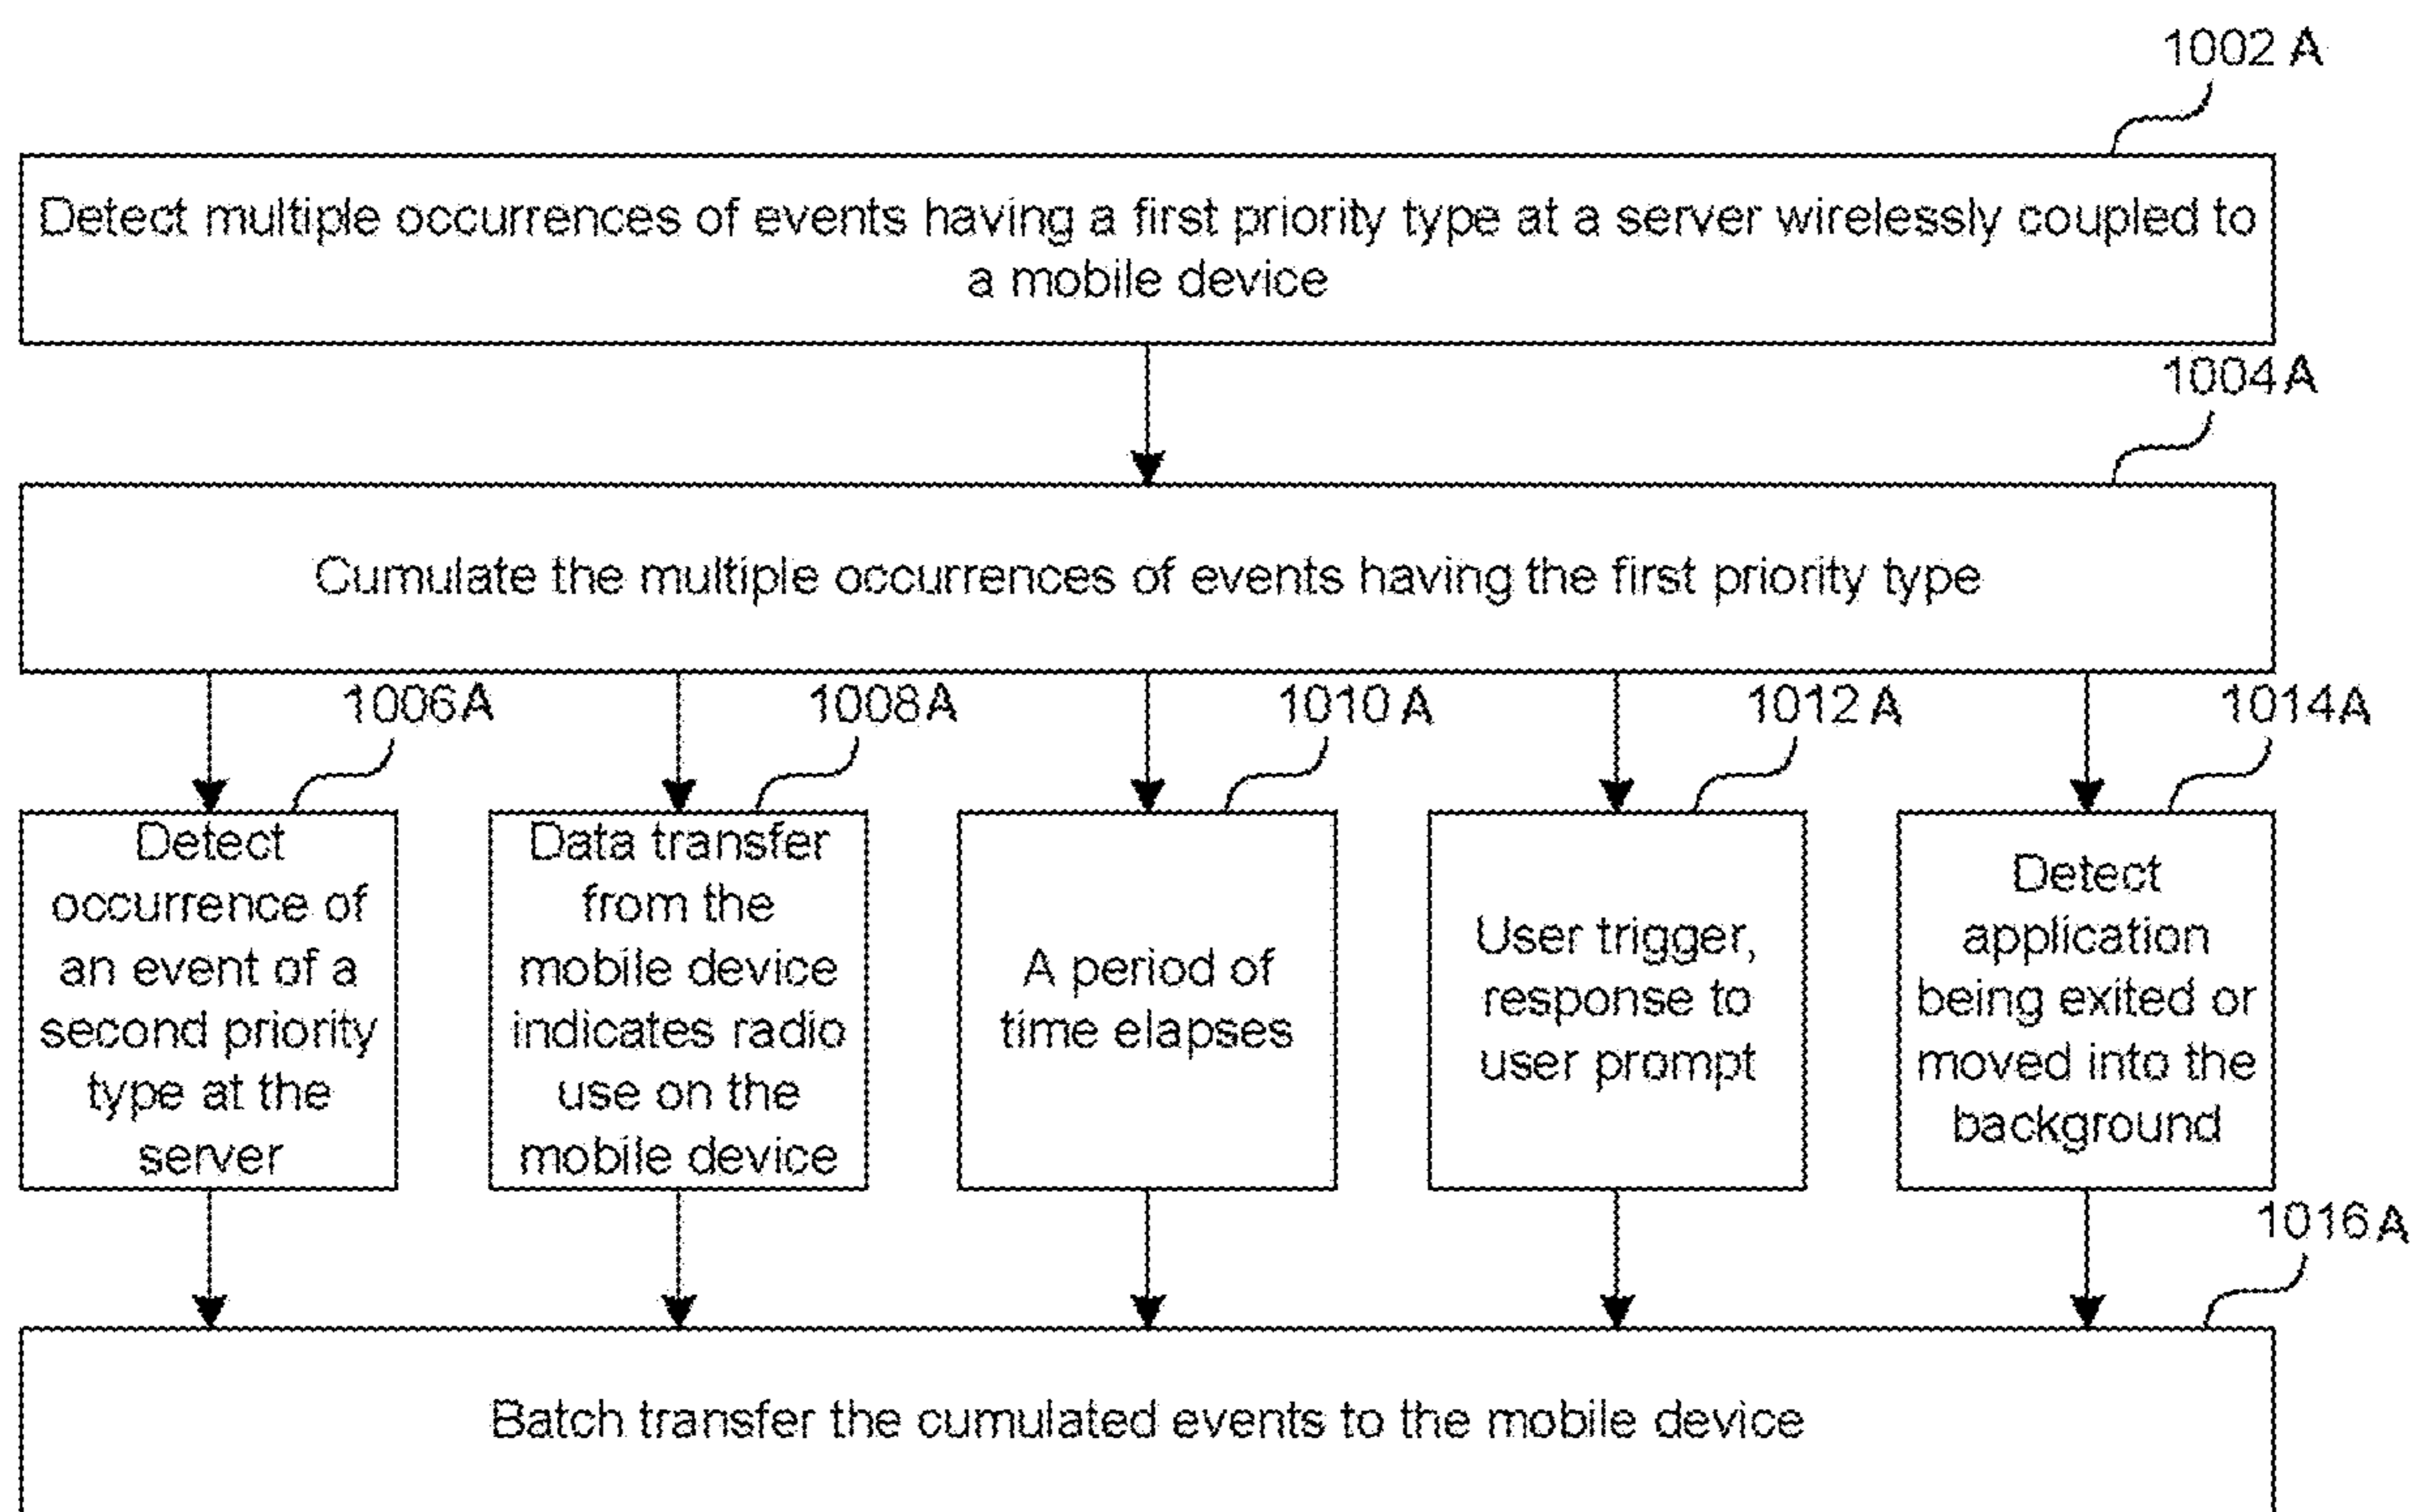 1002 A
Detect multiple occurrences of events having a first priority type at a server wirelessly coupled to
a mobile device
1004 A
Cumulate the multiple occurrences of events having the first priority type
1006 A
1008 A
1010 A
1012 A
1014 A
Detect
occurrence of
an event of a
second priority
type at the
server
Data transfer
from the
mobile device
indicates radio
use on the
mobile device
A period of
time elapses
User trigger,
response to
user prompt
Detect
application
being exited or
moved into the
background
1016 A
Batch transfer the cumulated events to the mobile device